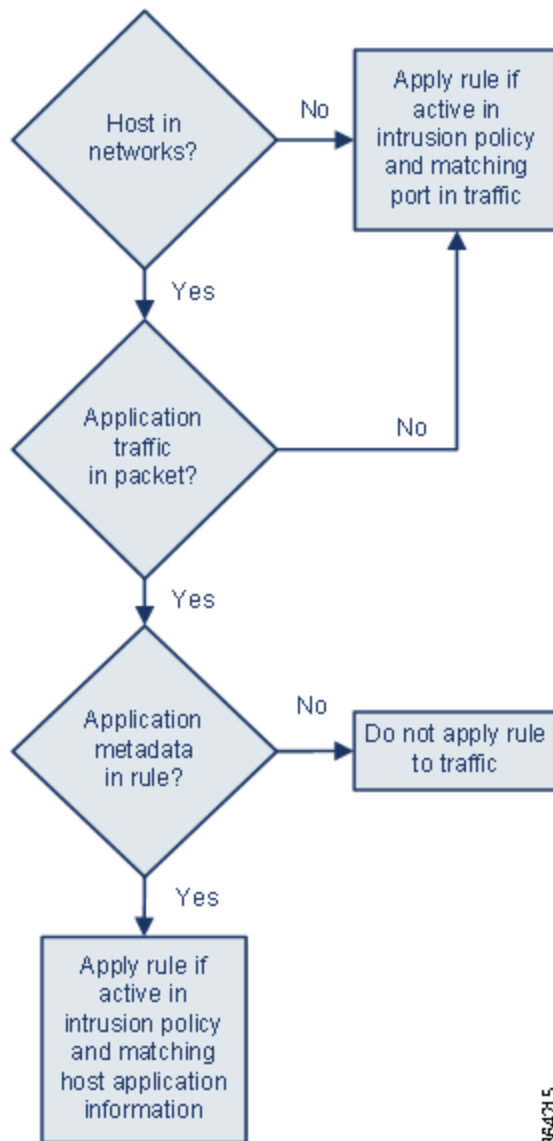 Host in
networks?
No
Apply rule if
active in
intrusion policy
and matching
port in traffic
Yes
Application
traffic
in packet?
No
Yes
Application
metadada
in rule?
No
Do not apply rule
to traffic
Yes
Apply rule if
active in
intrusion policy
and matching
host application
information